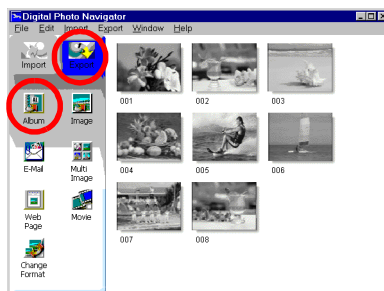 Digital Photo Navigator
File Edit Import Export Window Help
Import Export
001 002 003
Album Image
004 005 006
E-Mail Multi Image
Web Page Movie
007 008
Change Format